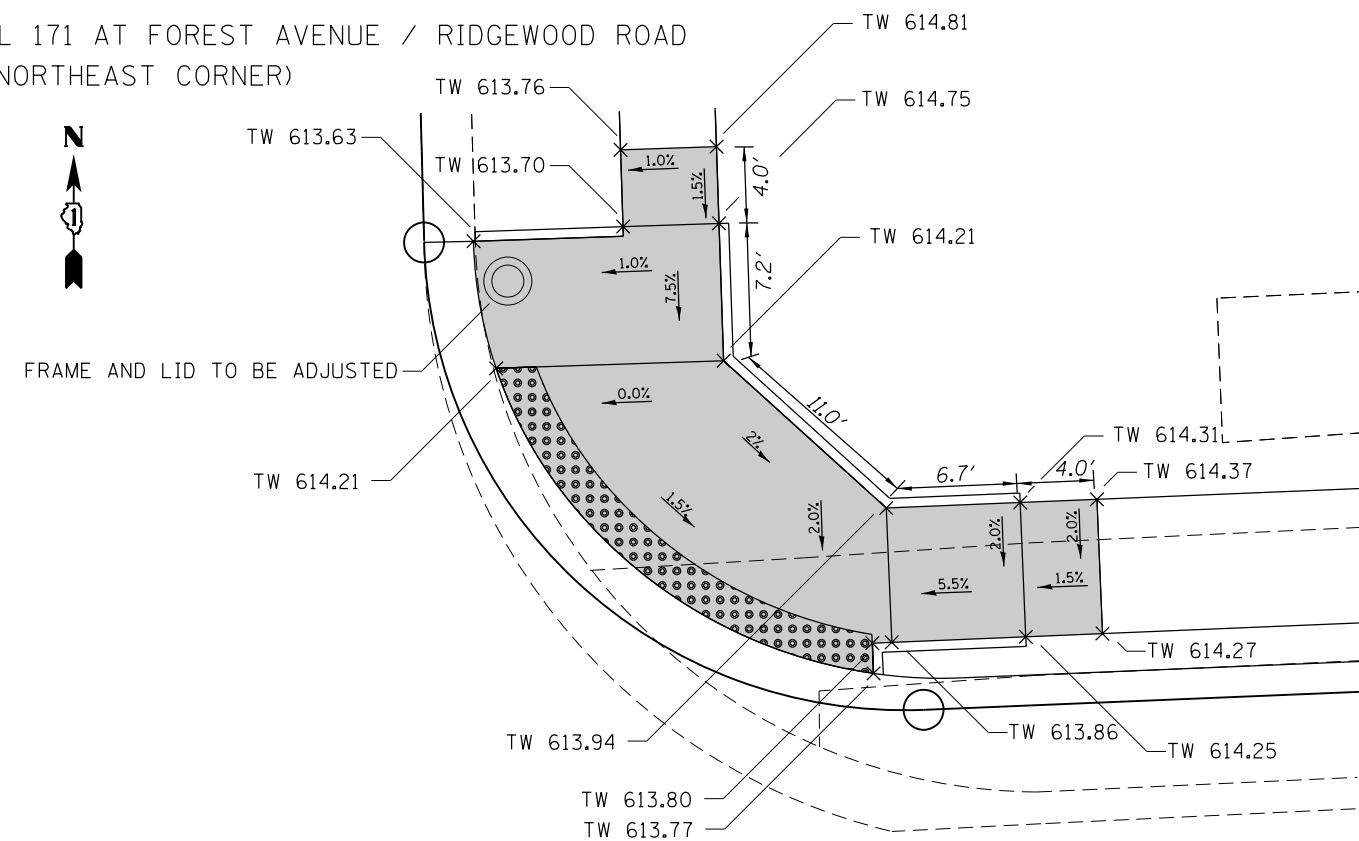 L 171 AT FOREST AVENUE / RIDGEWOOD ROAD
NORTHEAST CORNER)
TW 614.81
TW 613.76
TW 614.75
N
TW 613.63
TW 613.70
1.0%
1.5%
4.0'
1
TW 614.21
1.0%
7.5%
7.2'
FRAME AND LID TO BE ADJUSTED
0.0%
11.0'
2%
TW 614.31
TW 614.21
6.7'
4.0'
TW 614.37
1.5%
2.0%
2.0%
2.0%
5.5%
1.5%
TW 614.27
TW 613.94
TW 613.86
TW 614.25
TW 613.80
TW 613.77